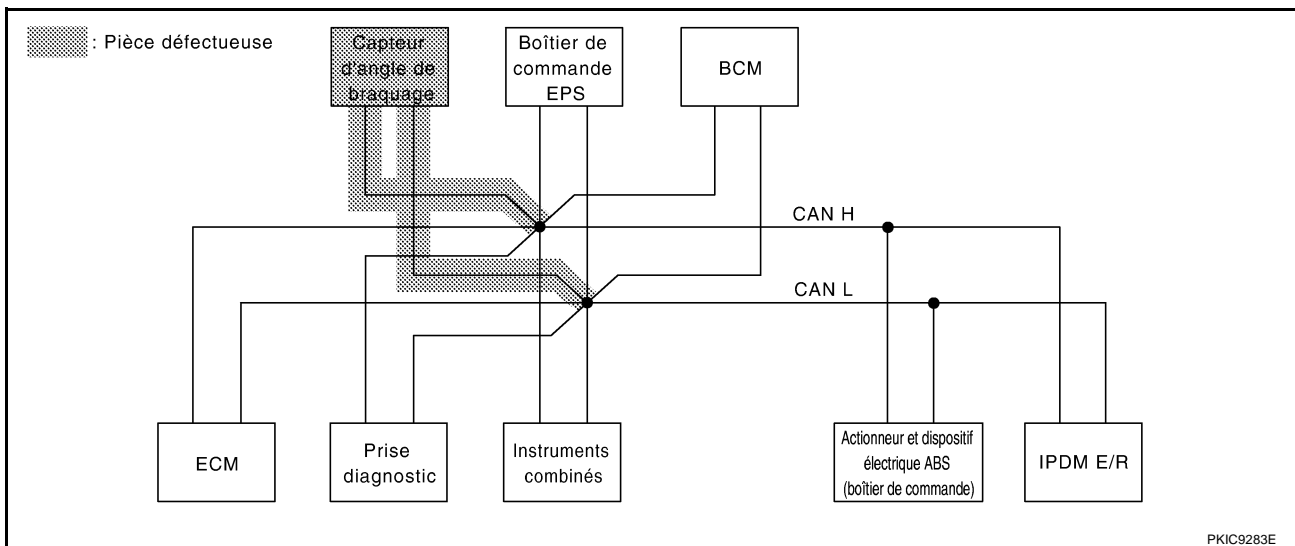 : Pièce défectueuse
Capteur
d'angle de
braquage
Boîtier de
commande
EPS
BCM
CAN H
CAN L
ECM
Prise
diagnostic
Instruments
combinés
Actionneur et dispositif
électrique ABS
(boîtier de commande)
IPDM E/R
PKIC9283E